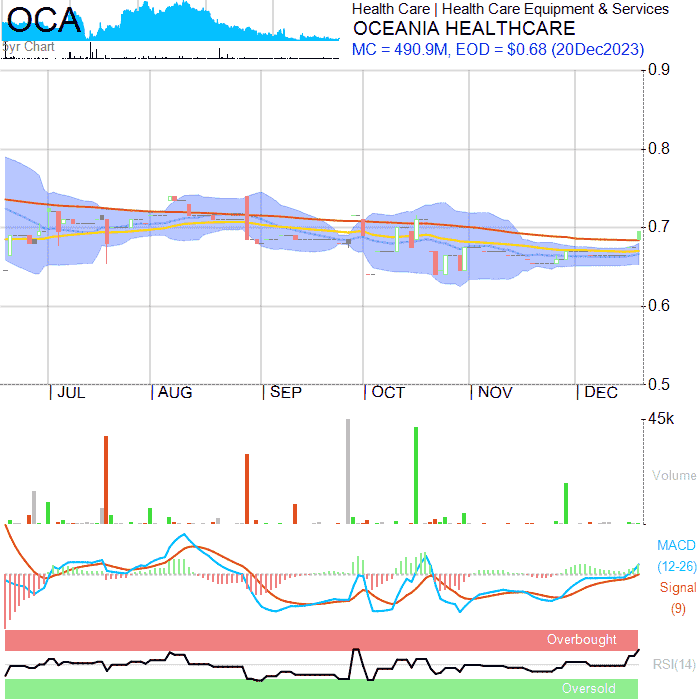 OCA
5yr Chart
Health Care | Health Care Equipment & Services
OCEANIA HEALTHCARE
MC = 490.9M, EOD = $0.68 (20Dec2023)
0.9
0.8
0.7
0.6
0.5
JUL AUG SEP OCT NOV DEC
45k
Volume
MACD
(12-26)
Signal
(9)
Overbought
RSI(14)
Oversold